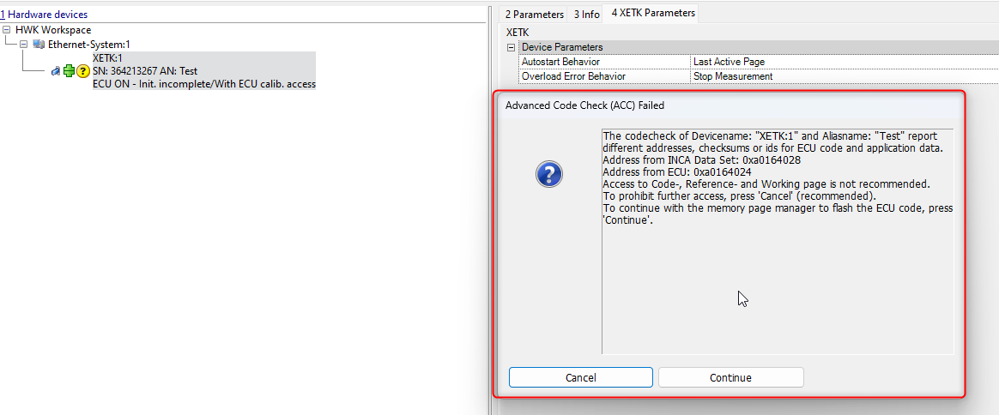 1 Hardware devices
HWK Workspace
Ethernet-System:1
XETK:1
SN: 364213267 AN: Test
ECU ON - Init. incomplete/With ECU calib. access
2 Parameters 3 Info 4 XETK Parameters
XETK
Device Parameters
Autostart Behavior Last Active Page
Overload Error Behavior Stop Measurement
Advanced Code Check (ACC) Failed
The codecheck of Devicename: "XETK:1" and Aliasname: "Test" report
different addresses, checksums or ids for ECU code and application data.
Address from INCA Data Set: 0xa0164028
Address from ECU: 0xa0164024
Access to Code-, Reference- and Working page is not recommended.
To prohibit further access, press 'Cancel' (recommended).
To continue with the memory page manager to flash the ECU code, press
'Continue'.
Cancel Continue